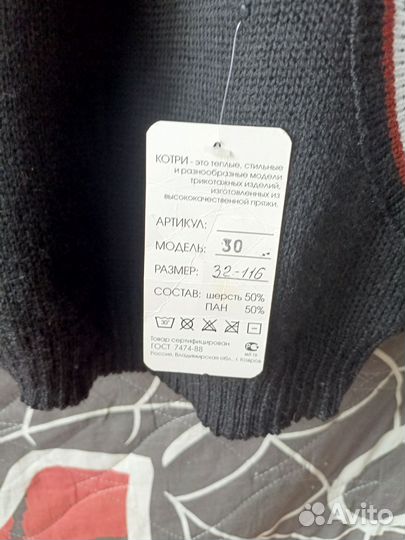 КОТРИ - это теплые, стильные
и разнообразные модели
трикотажных изделий,
изготовленных из
высококачественной пряжи.
АРТИКУЛ:
МОДЕЛЬ: 30
РАЗМЕР: 32-116
СОСТАВ: шерсть 50%
ПАН 50%
30
Товар сертифицирован
ГОСТ 7474-88
Россия, Владимирская обл., г. Ковров
Avito